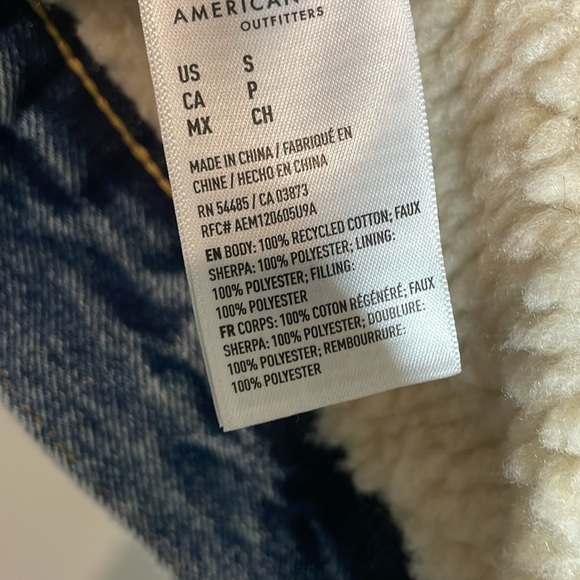 AMERICAN
OUTFITTERS
US S
CA P
MX CH
MADE IN CHINA / FABRIQUÉ EN
CHINE / HECHO EN CHINA
RN 54485 / CA 03873
RFC# AEM120605U9A
EN BODY: 100% RECYCLED COTTON; FAUX
SHERPA: 100% POLYESTER; LINING:
100% POLYESTER; FILLING:
100% POLYESTER
FR CORPS: 100% COTON RÉGÉNÉRÉ; FAUX
SHERPA: 100% POLYESTER; DOUBLURE:
100% POLYESTER; REMBOURRURE:
100% POLYESTER